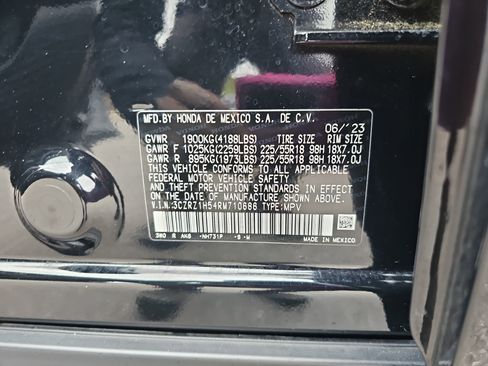 MFD.BY HONDA DE MEXICO S.A. DE C.V.
06/'23
GVWR 1900KG(4188LBS) TIRE SIZE RIM SIZE
GAWR F 1025KG(2259LBS) 225/55R18 98H 18X7.0J
GAWR R 895KG(1973LBS) 225/55R18 98H 18X7.0J
THIS VEHICLE CONFORMS TO ALL APPLICABLE
FEDERAL MOTOR VEHICLE SAFETY AND THEFT
PREVENTION STANDARDS IN EFFECT ON THE
DATE OF MANUFACTURE SHOWN ABOVE.
V.I.N.:3CZRZ1H54RM710686 TYPE:MPV
3W0 R AK6 -NH731P -B -W
MADE IN MEXICO